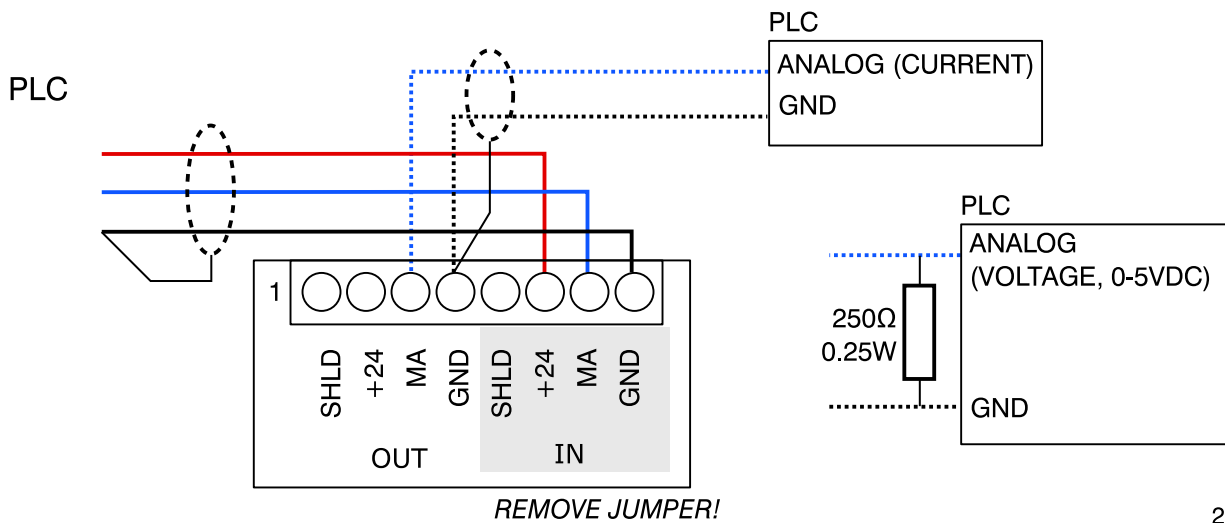 PLC
PLC
ANALOG (CURRENT)
GND
PLC
ANALOG
(VOLTAGE, 0-5VDC)
250Ω
0.25W
GND
1
SHLD
+24
MA
GND
SHLD
+24
MA
GND
OUT
IN
REMOVE JUMPER!
2